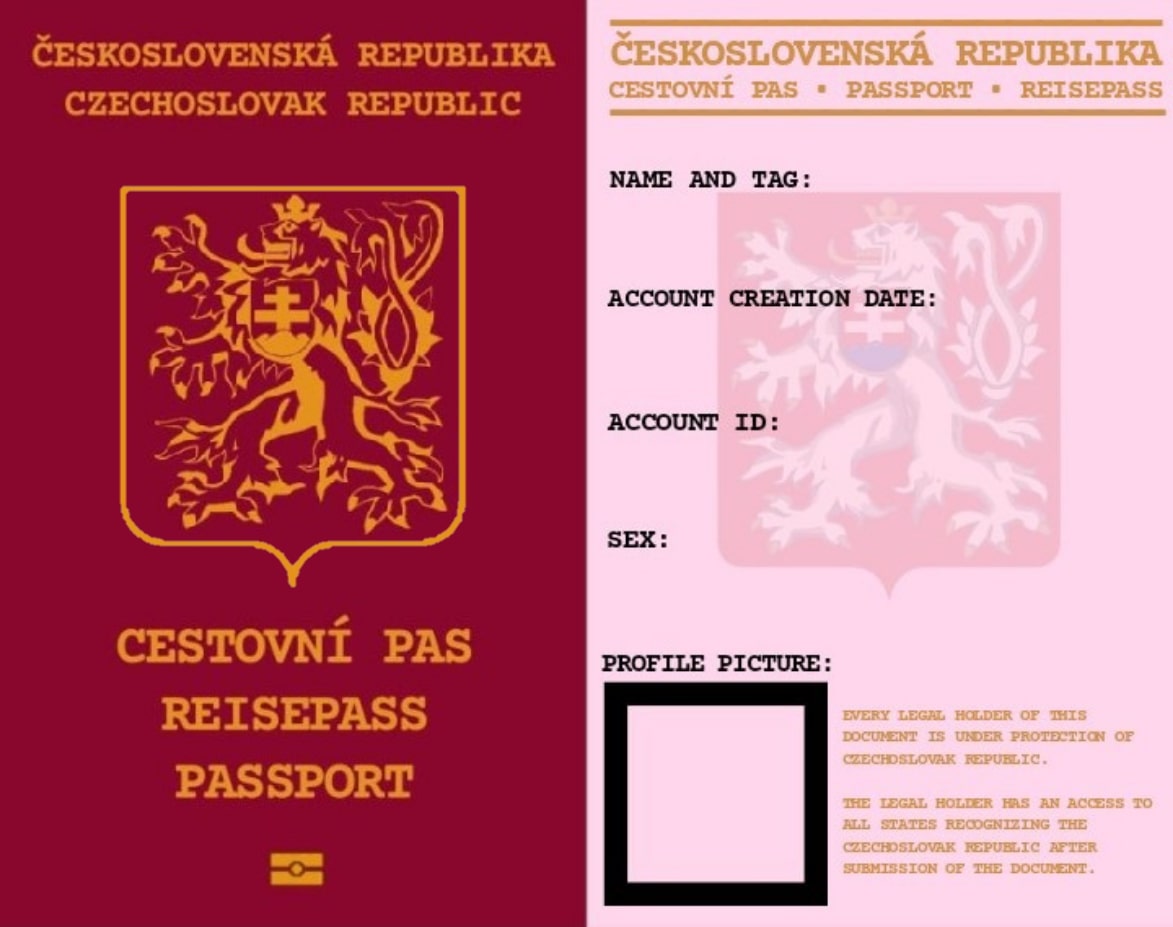 ČESKOSLOVENSKÁ REPUBLIKA
CZECHOSLOVAK REPUBLIC
CESTOVNÍ PAS
REISEPASS
PASSPORT
ČESKOSLOVENSKÁ REPUBLIKA
CESTOVNÍ PAS ▪ PASSPORT ▪ REISEPASS
NAME AND TAG:
ACCOUNT CREATION DATE:
ACCOUNT ID:
SEX:
PROFILE PICTURE:
EVERY LEGAL HOLDER OF THIS
DOCUMENT IS UNDER PROTECTION OF
CZECHOSLOVAK REPUBLIC.
THE LEGAL HOLDER HAS AN ACCESS TO
ALL STATES RECOGNIZING THE
CZECHOSLOVAK REPUBLIC AFTER
SUBMISSION OF THE DOCUMENT.